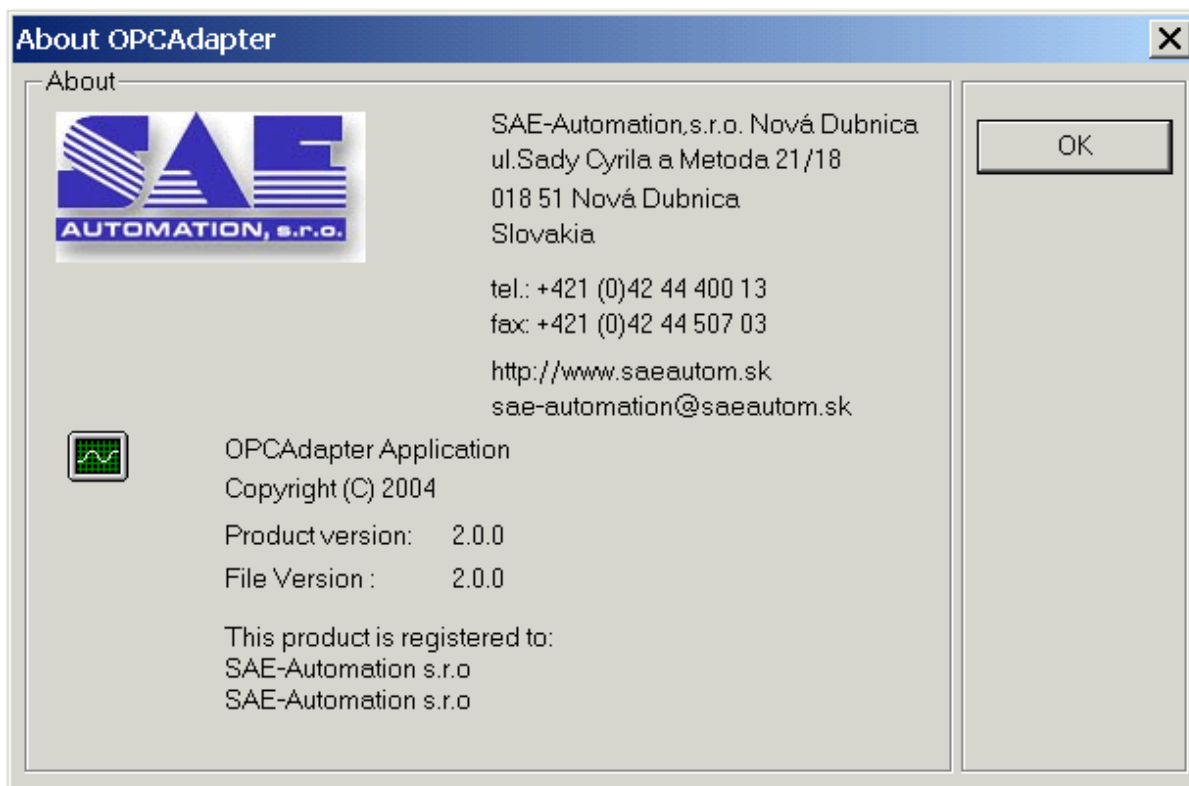 About OPCAdapter
About
SAE
AUTOMATION, s.r.o.
SAE-Automation,s.r.o. Nová Dubnica
ul.Sady Cyrila a Metoda 21/18
018 51 Nová Dubnica
Slovakia
tel.: +421 (0)42 44 400 13
fax: +421 (0)42 44 507 03
http://www.saeautom.sk
sae-automation@saeautom.sk
OK
OPCAdapter Application
Copyright (C) 2004
Product version: 2.0.0
File Version : 2.0.0
This product is registered to:
SAE-Automation s.r.o
SAE-Automation s.r.o